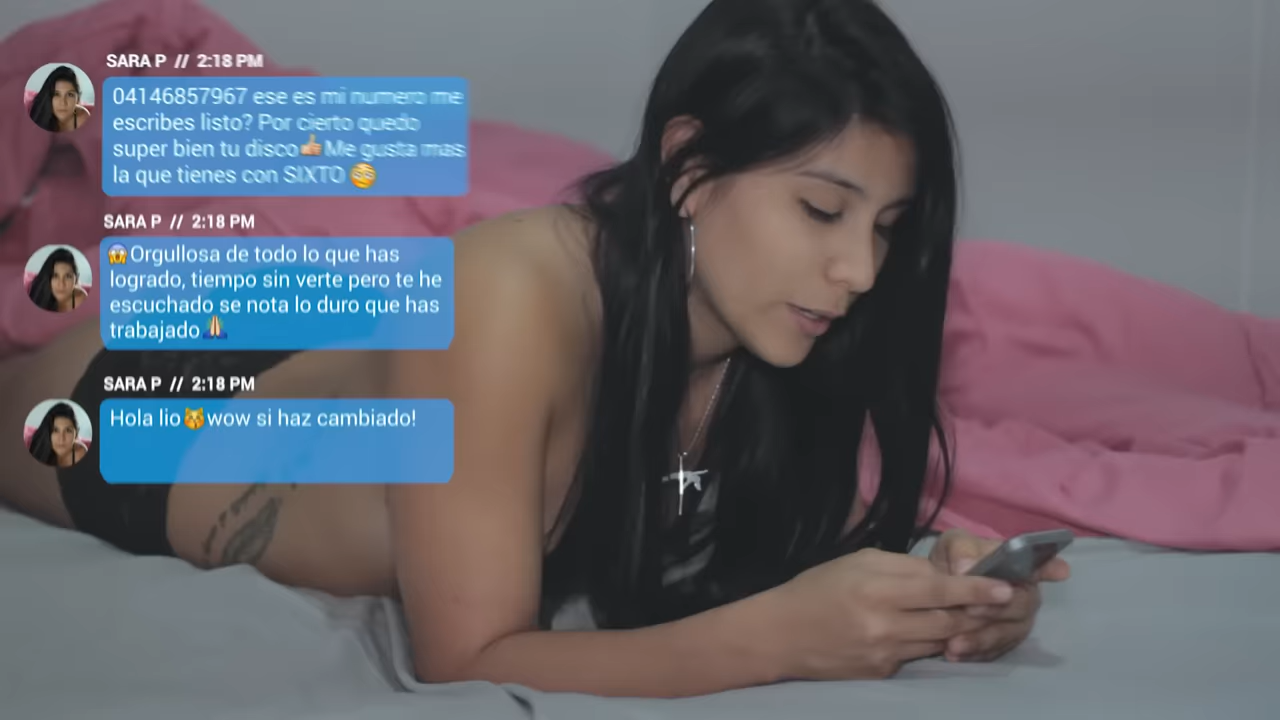 SARA P // 2:18 PM
04146857967 ese es mi numero me
escribes listo? Por cierto quedo
super bien tu disco👍Me gusta mas
la que tienes con SIXTO 😳
SARA P // 2:18 PM
😱Orgullosa de todo lo que has
logrado, tiempo sin verte pero te he
escuchado se nota lo duro que has
trabajado🙏
SARA P // 2:18 PM
Hola lio😽wow si haz cambiado!